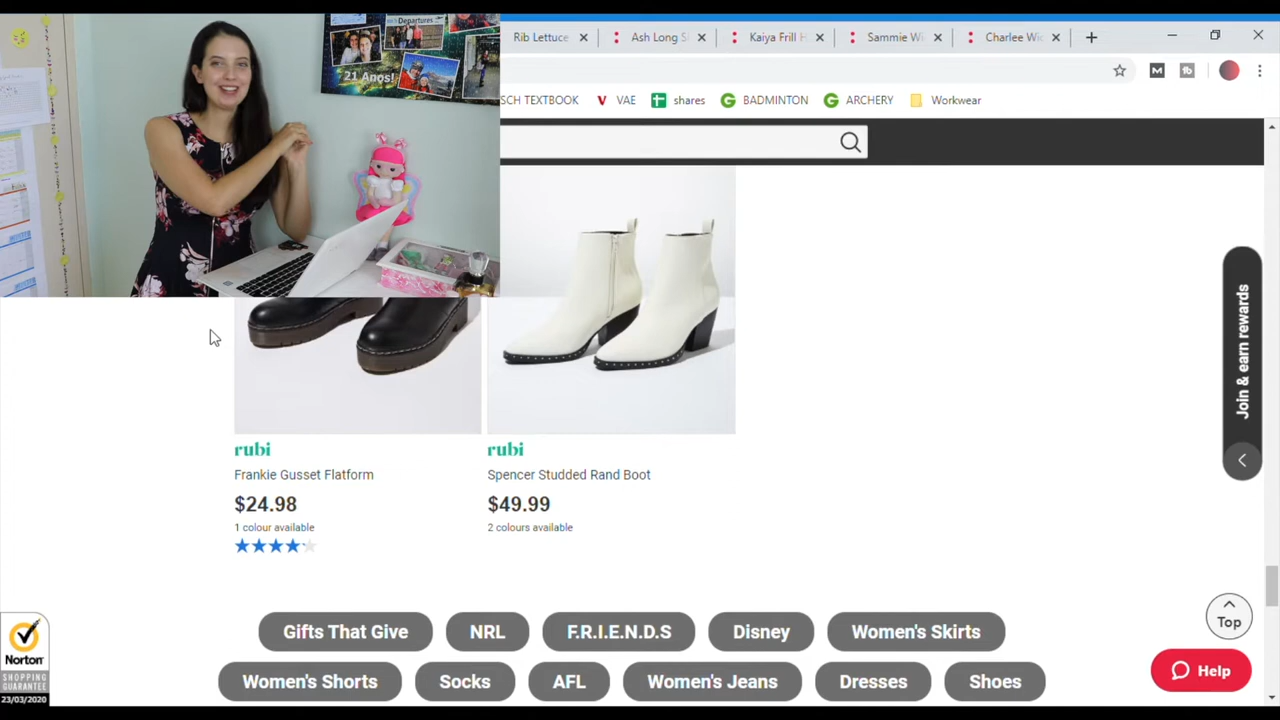 Departures
21 Anos!
Rib Lettuce
Ash Long S
Kaiya Frill H
Sammie Wi
Charlee Wid
SCH TEXTBOOK
VAE
shares
BADMINTON
ARCHERY
Workwear
Join & earn rewards
rubi
rubi
Frankie Gusset Flatform
Spencer Studded Rand Boot
$24.98
$49.99
1 colour available
2 colours available
Gifts That Give
NRL
F.R.I.E.N.D.S
Disney
Women's Skirts
Top
Women's Shorts
Socks
AFL
Women's Jeans
Dresses
Shoes
Help
Norton
SHOPPING
GUARANTEE
23/03/2020